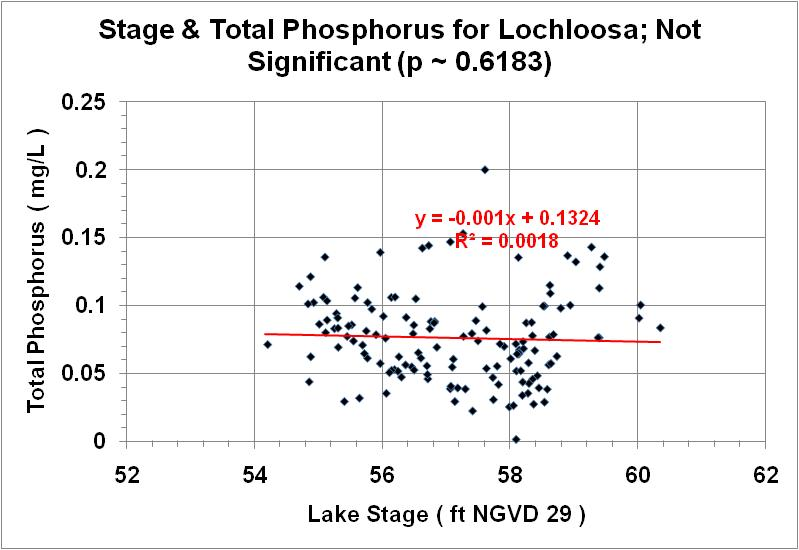 Stage & Total Phosphorus for Lochloosa; Not
Significant (p ~ 0.6183)
Total Phosphorus ( mg/L )
0.25
0.2
0.15
0.1
0.05
0
y = -0.001x + 0.1324
R² = 0.0018
52 54 56 58 60 62
Lake Stage ( ft NGVD 29 )